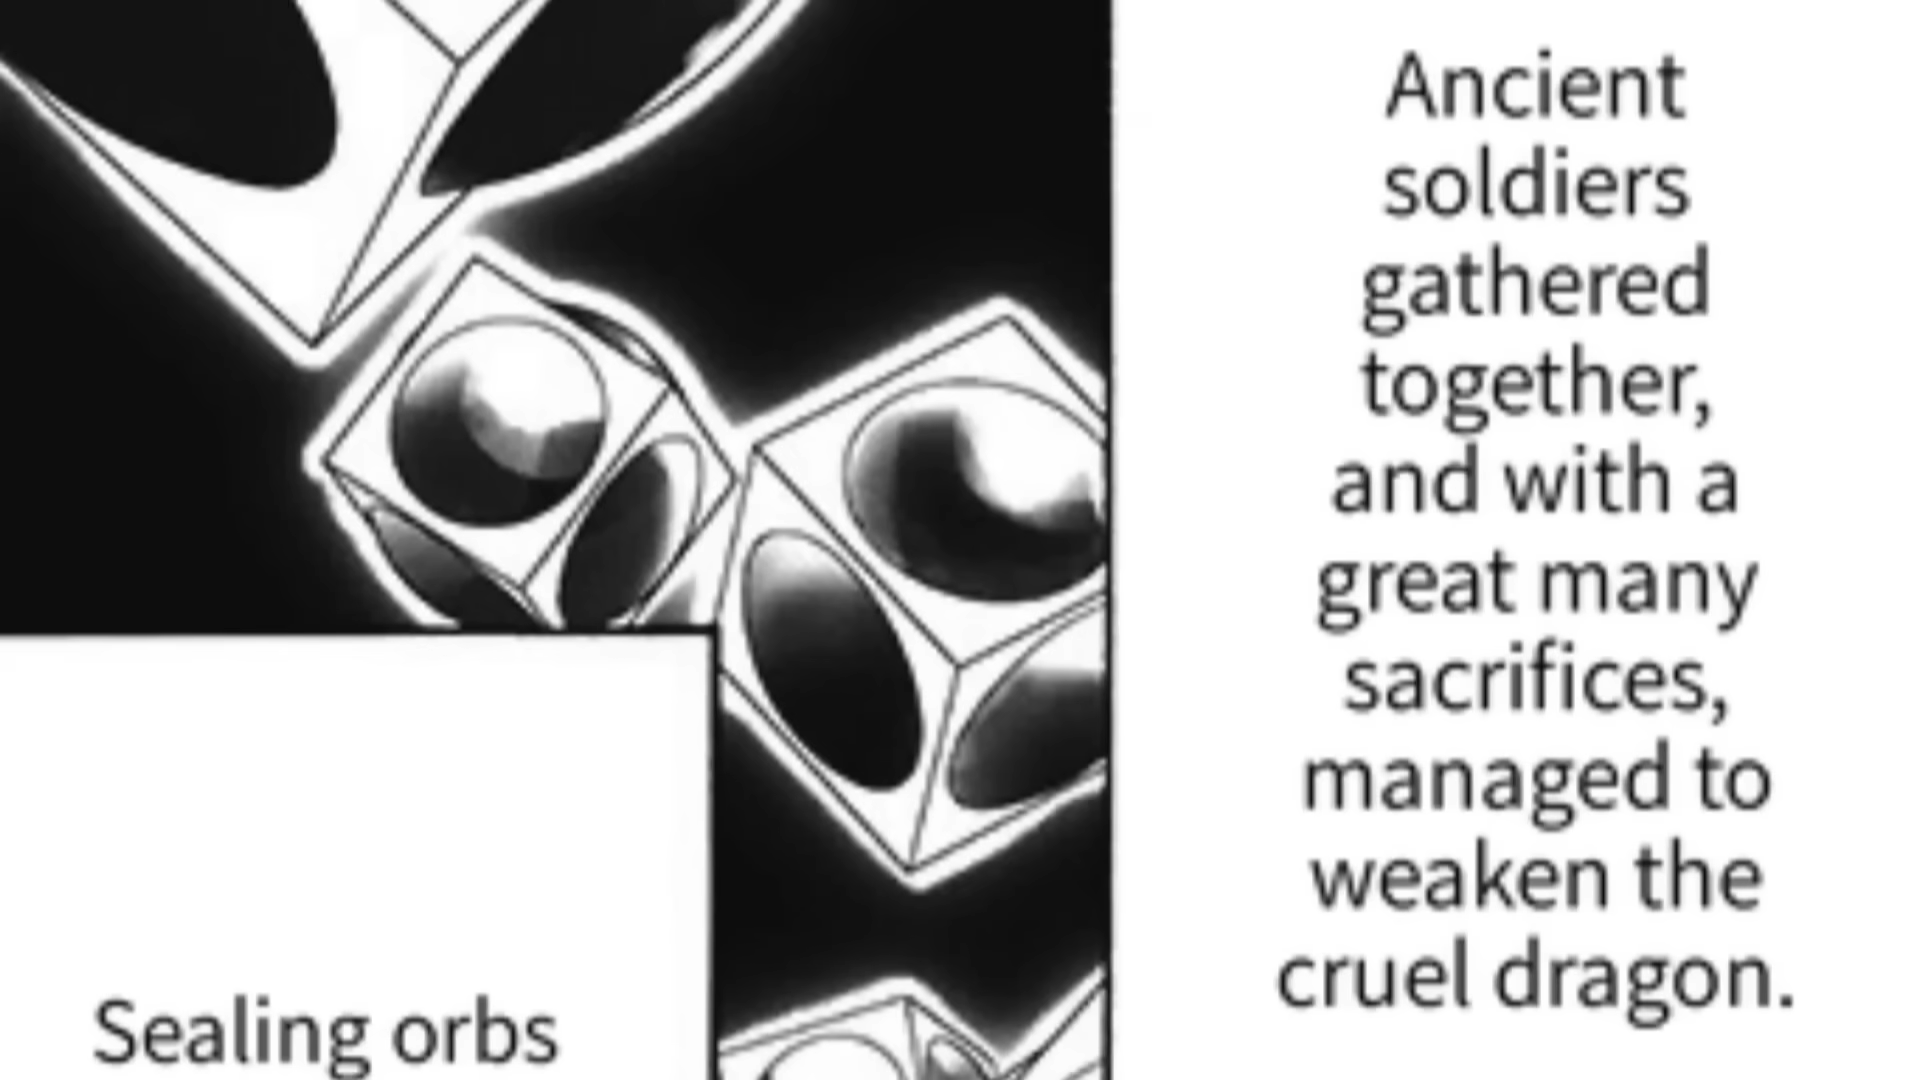 Ancient
soldiers
gathered
together,
and with a
great many
sacrifices,
managed to
weaken the
cruel dragon.
Sealing orbs